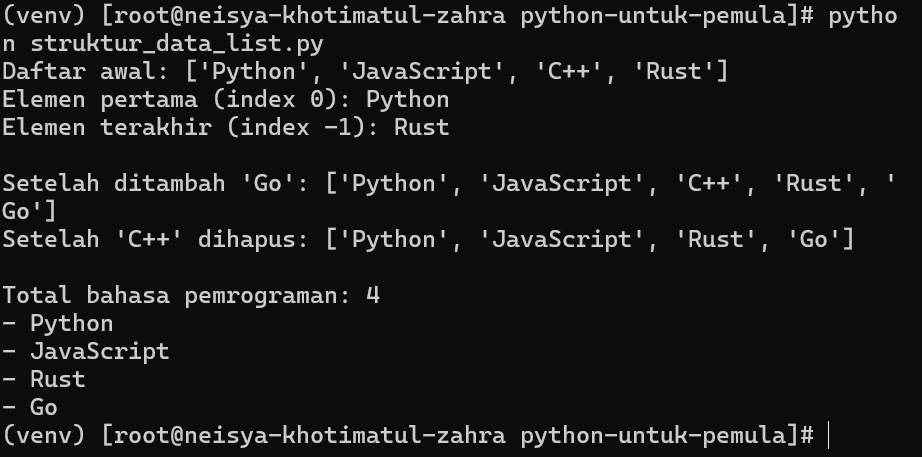 (venv) [root@neisya-khotimatul-zahra python-untuk-pemula]# pytho
n struktur_data_list.py
Daftar awal: ['Python', 'JavaScript', 'C++', 'Rust']
Elemen pertama (index 0): Python
Elemen terakhir (index -1): Rust

Setelah ditambah 'Go': ['Python', 'JavaScript', 'C++', 'Rust', '
Go']
Setelah 'C++' dihapus: ['Python', 'JavaScript', 'Rust', 'Go']

Total bahasa pemrograman: 4
- Python
- JavaScript
- Rust
- Go
(venv) [root@neisya-khotimatul-zahra python-untuk-pemula]#